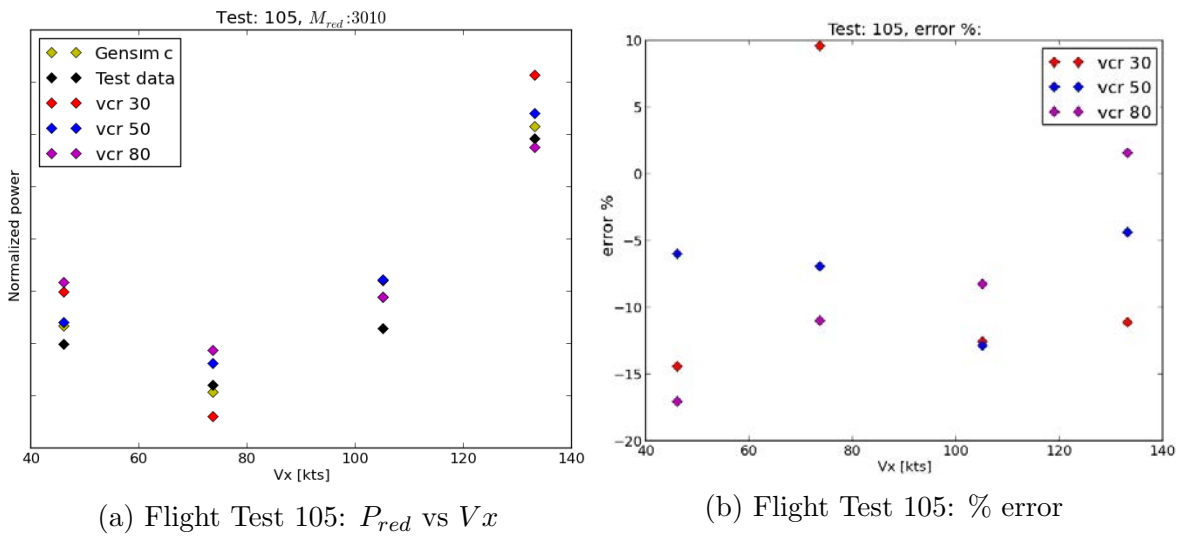 Test: 105, M_red:3010
Gensim c
Test data
vcr 30
vcr 50
vcr 80
Normalized power
40 60 80 100 120 140
Vx [kts]
(a) Flight Test 105: P_red vs Vx
Test: 105, error %:
vcr 30
vcr 50
vcr 80
10
5
0
−5
−10
−15
−20
error %
40 60 80 100 120 140
Vx [kts]
(b) Flight Test 105: % error